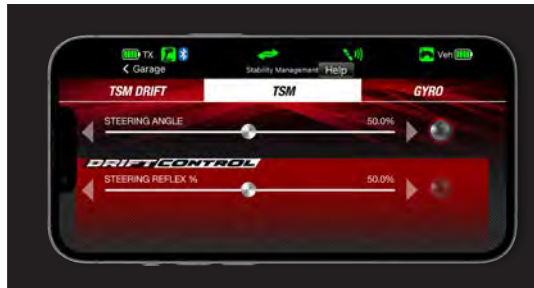 TX
Veh
< Garage
Stability Management Help
TSM DRIFT TSM GYRO
STEERING ANGLE 50.0%
DRIFT CONTROL
STEERING REFLEX % 50.0%